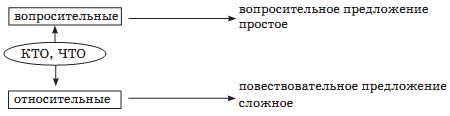 вопросительные
вопросительное предложение
простое
КТО, ЧТО
относительные
повествовательное предложение
сложное